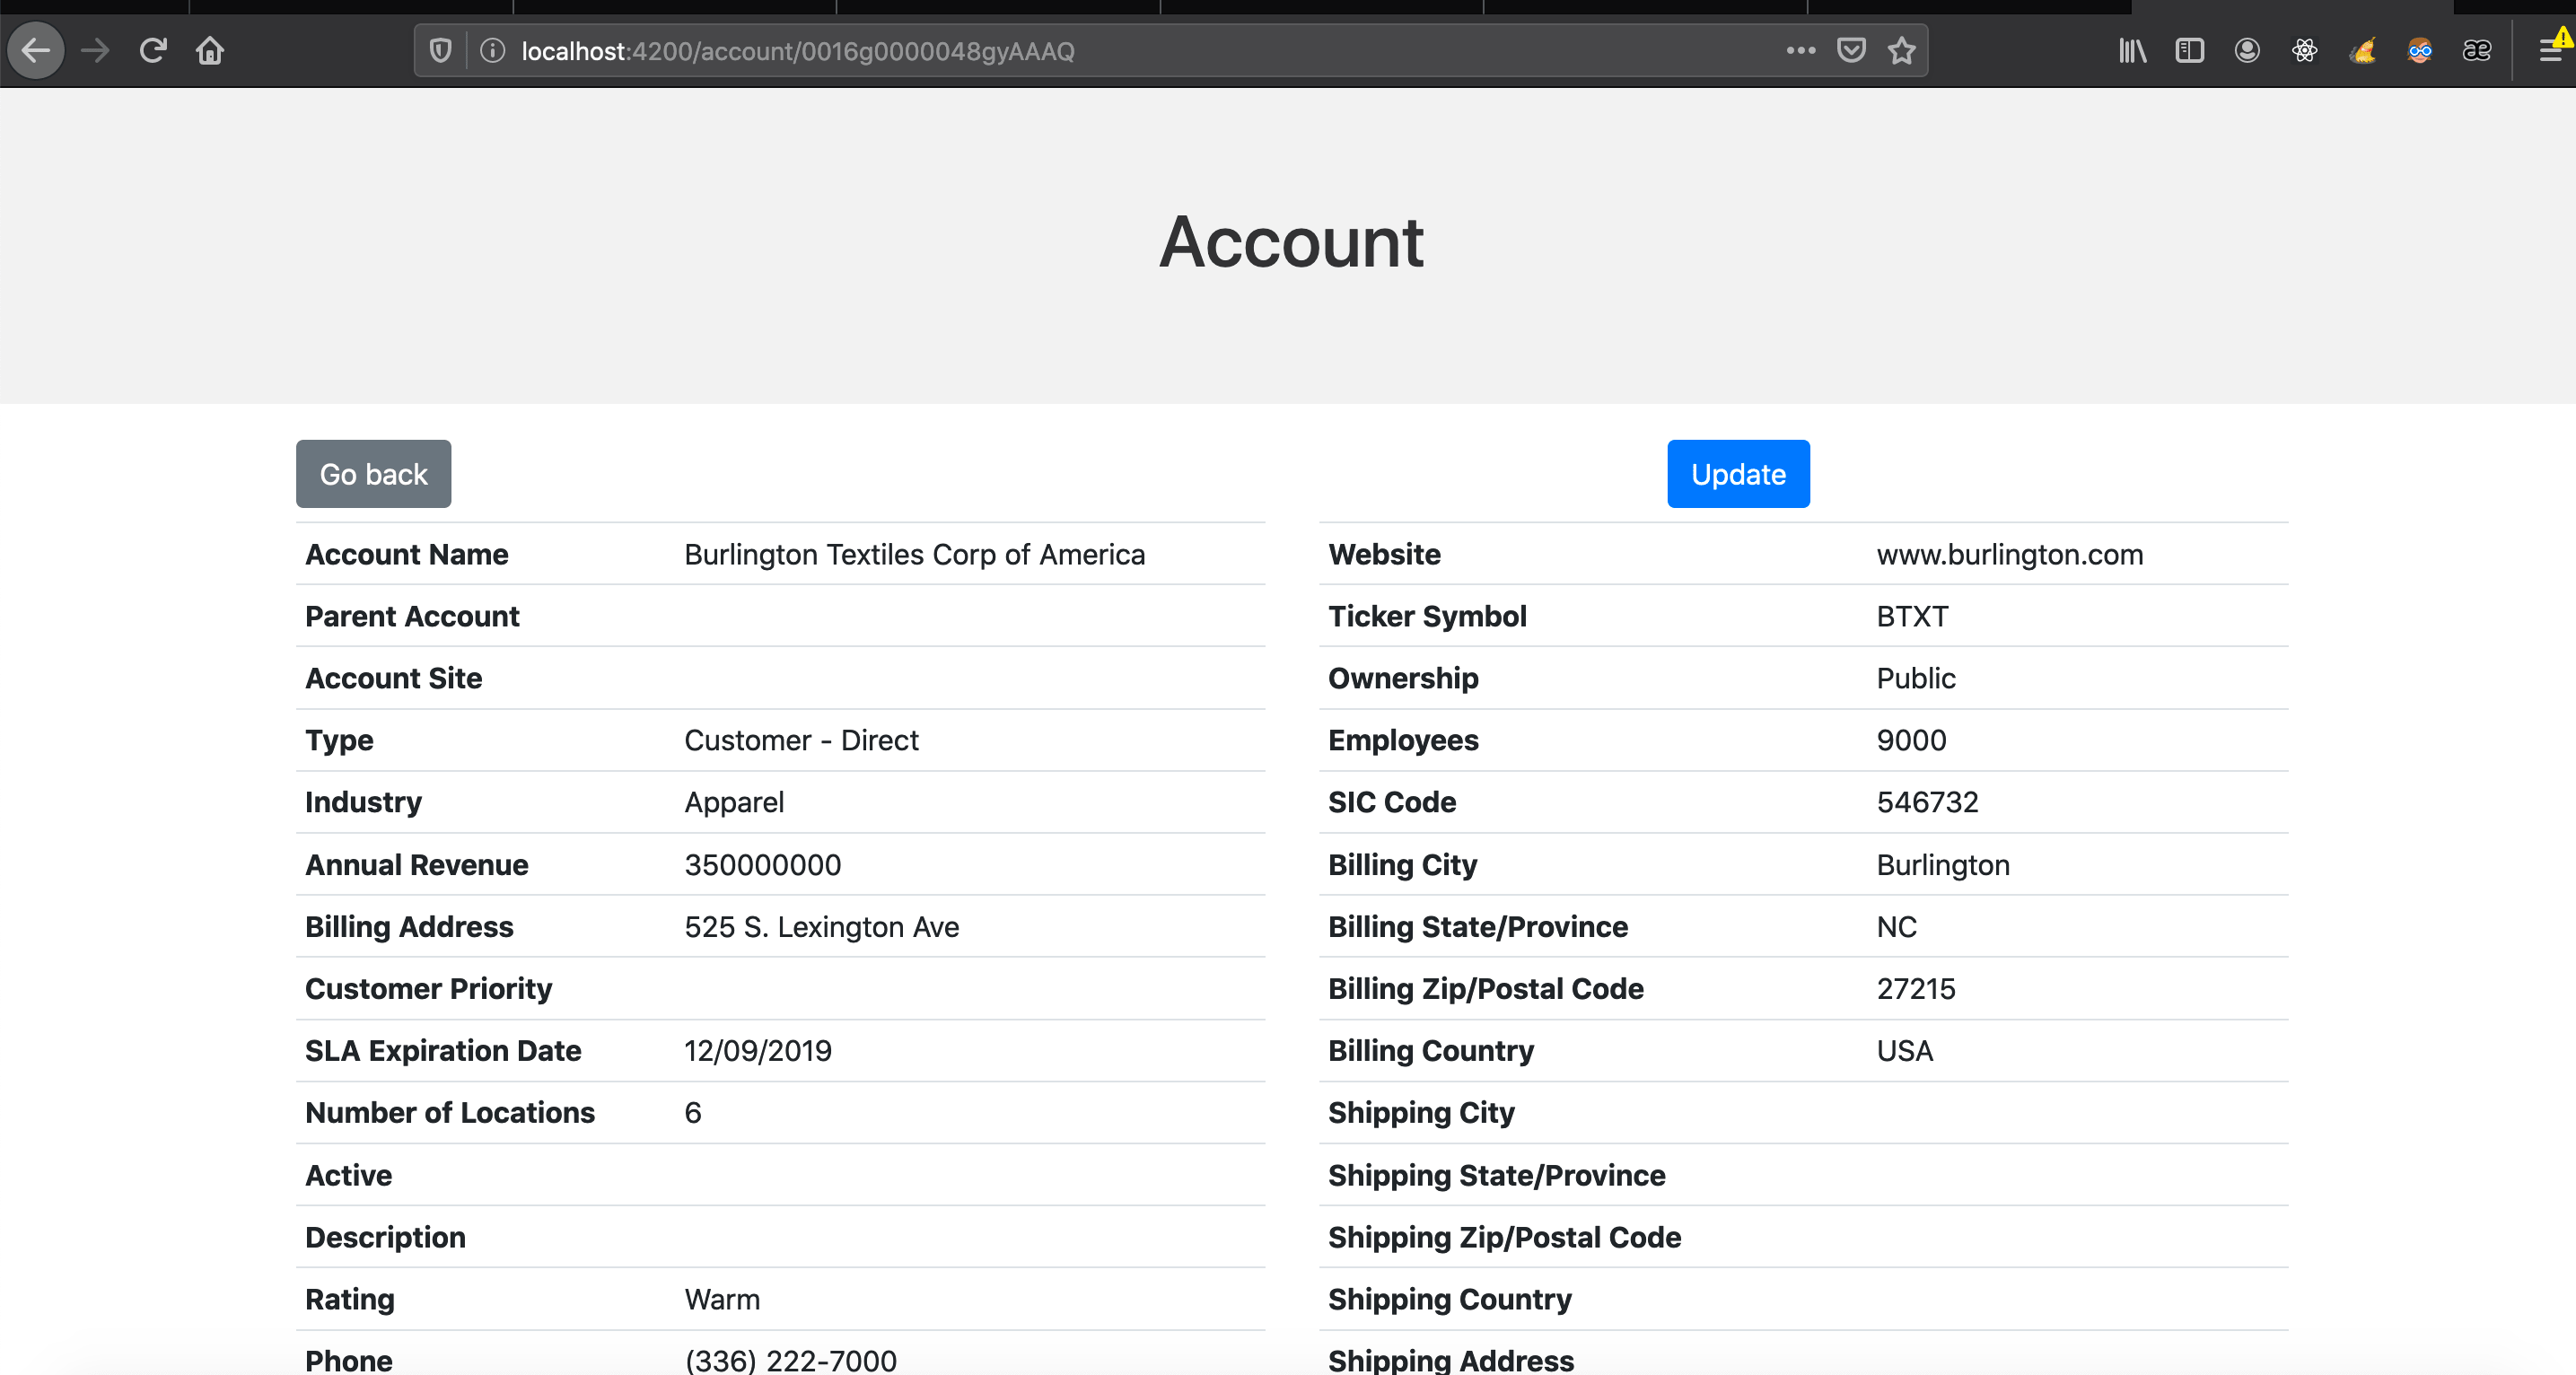 localhost:4200/account/0016g0000048gyAAAQ
Account
Go back
Update
Account Name Burlington Textiles Corp of America
Parent Account
Account Site
Type Customer - Direct
Industry Apparel
Annual Revenue 350000000
Billing Address 525 S. Lexington Ave
Customer Priority
SLA Expiration Date 12/09/2019
Number of Locations 6
Active
Description
Rating Warm
Phone (336) 222-7000
Website www.burlington.com
Ticker Symbol BTXT
Ownership Public
Employees 9000
SIC Code 546732
Billing City Burlington
Billing State/Province NC
Billing Zip/Postal Code 27215
Billing Country USA
Shipping City
Shipping State/Province
Shipping Zip/Postal Code
Shipping Country
Shipping Address